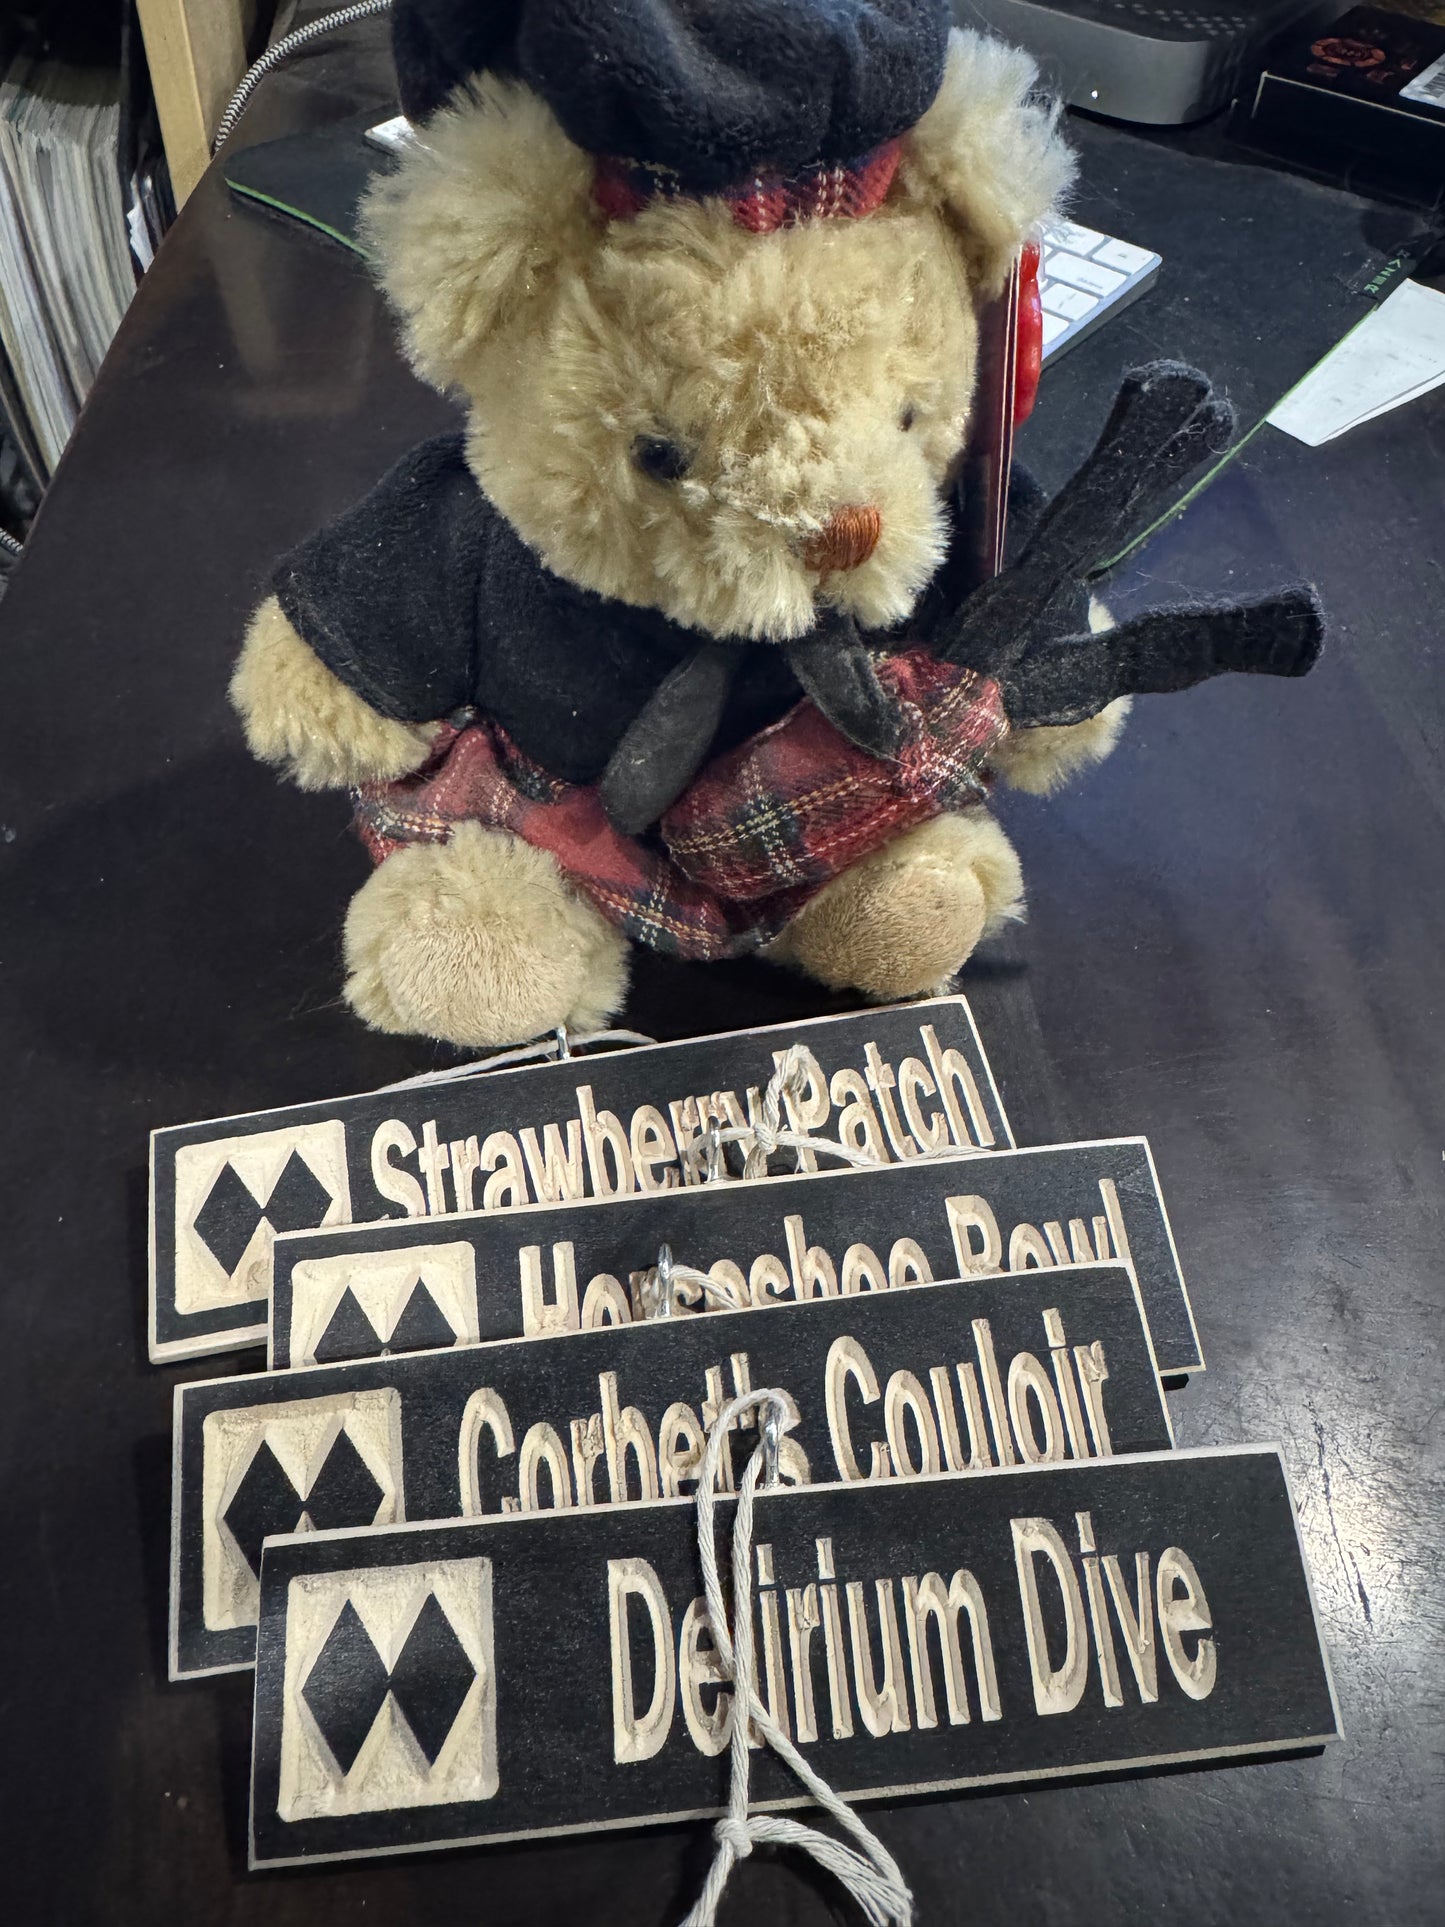 Strawberry Patch
Horseshoe Bowl
Corbet's Couloir
Delirium Dive